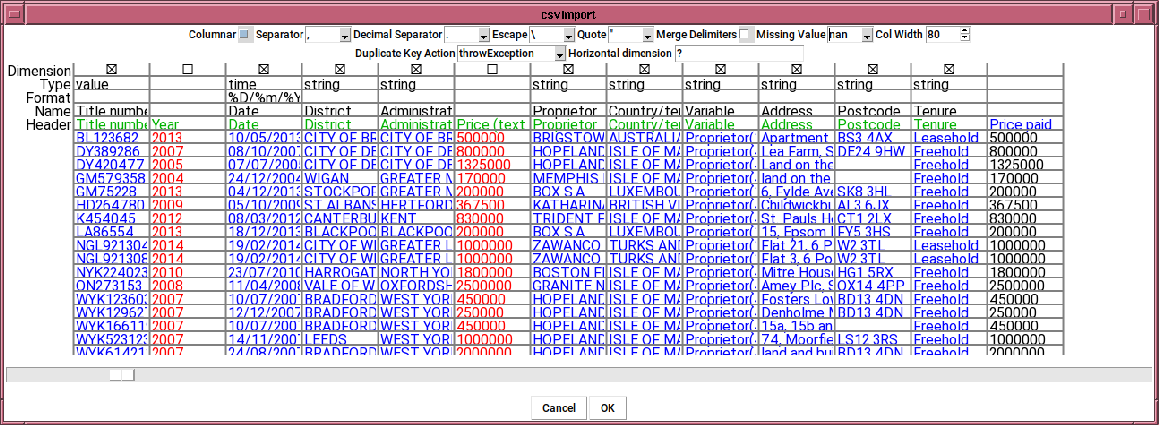 csvImport
Columnar Separator , Decimal Separator . Escape \ Quote " Merge Delimiters Missing Value nan Col Width 80
Duplicate Key Action throwException Horizontal dimension ?
Dimension
Type value time string string string string string string string string
Format %D/%m/%Y
Name Title numbe Date District Administrat Proprietor Country/ter Variable Address Postcode Tenure
Header Title numbe Year Date District Administrat Price (text Proprietor Country/ter Variable Address Postcode Tenure Price paid
BL123682 2013 10/05/2013 CITY OF BR CITY OF BR 500000 BRIGSTOW AUSTRALIA Proprietor( Apartment BS3 4AX Leasehold 500000
DY389286 2007 08/10/2007 CITY OF DE CITY OF DE 800000 HOPELAND ISLE OF MA Proprietor( Lea Farm, S DE24 9HW Freehold 800000
DY420477 2005 07/07/200 CITY OF DE CITY OF DE 1325000 HOPELAND ISLE OF MA Proprietor( land on the Freehold 1325000
GM579358 2004 24/12/2004 WIGAN GREATER M 170000 MEMPHIS ISLE OF MA Proprietor( land on the Freehold 170000
GM75228 2013 04/12/2013 STOCKPOR GREATER M 200000 BOX S.A. LUXEMBOU Proprietor( 6, Fylde Ave SK8 3HL Freehold 200000
HD264780 2009 05/10/2009 ST ALBANS HERTFORD 367500 KATHARINA BRITISH VI Proprietor( Childwickbu AL3 6JX Freehold 367500
K454045 2012 08/03/2012 CANTERBU KENT 830000 TRIDENT F ISLE OF MA Proprietor( St. Pauls Ho CT1 2LX Freehold 830000
LA86554 2013 18/12/2013 BLACKPOO BLACKPOO 200000 BOX S.A. LUXEMBOU Proprietor( 15, Epsom FY5 3HS Freehold 200000
NGL921304 2014 19/02/2014 CITY OF WE GREATER L 1000000 ZAWANCO TURKS AND Proprietor( Flat 21, 6 P W2 3TL Leasehold 1000000
NGL921308 2014 19/02/2014 CITY OF WE GREATER L 1000000 ZAWANCO TURKS AND Proprietor( Flat 3, 6 Po W2 3TL Leasehold 1000000
NYK224023 2010 23/07/2010 HARROGAT NORTH YO 1800000 BOSTON FI ISLE OF MA Proprietor( Mitre House HG1 5RX Freehold 1800000
ON273153 2008 11/04/2008 VALE OF W OXFORDSH 2500000 GRANITE N ISLE OF MA Proprietor( Amey Plc, S OX14 4PP Freehold 2500000
WYK12360 2007 10/07/2007 BRADFORD WEST YOR 450000 HOPELAND ISLE OF MA Proprietor( Fosters Lov BD13 4DN Freehold 450000
WYK12962 2007 12/12/2007 BRADFORD WEST YOR 250000 HOPELAND ISLE OF MA Proprietor( Denholme M BD13 4DN Freehold 250000
WYK16611 2007 10/07/200 BRADFORD WEST YOR 450000 HOPELAND ISLE OF MA Proprietor( 15a, 15b an Freehold 450000
WYK523123 2007 14/11/2007 LEEDS WEST YOR 1000000 HOPELAND ISLE OF MA Proprietor( 74, Moorfie LS12 3RS Freehold 1000000
WYK61421 2007 24/08/2007 BRADFORD WEST YOR 2000000 HOPELAND ISLE OF MA Proprietor( land and bu BD13 4DN Freehold 2000000
Cancel OK